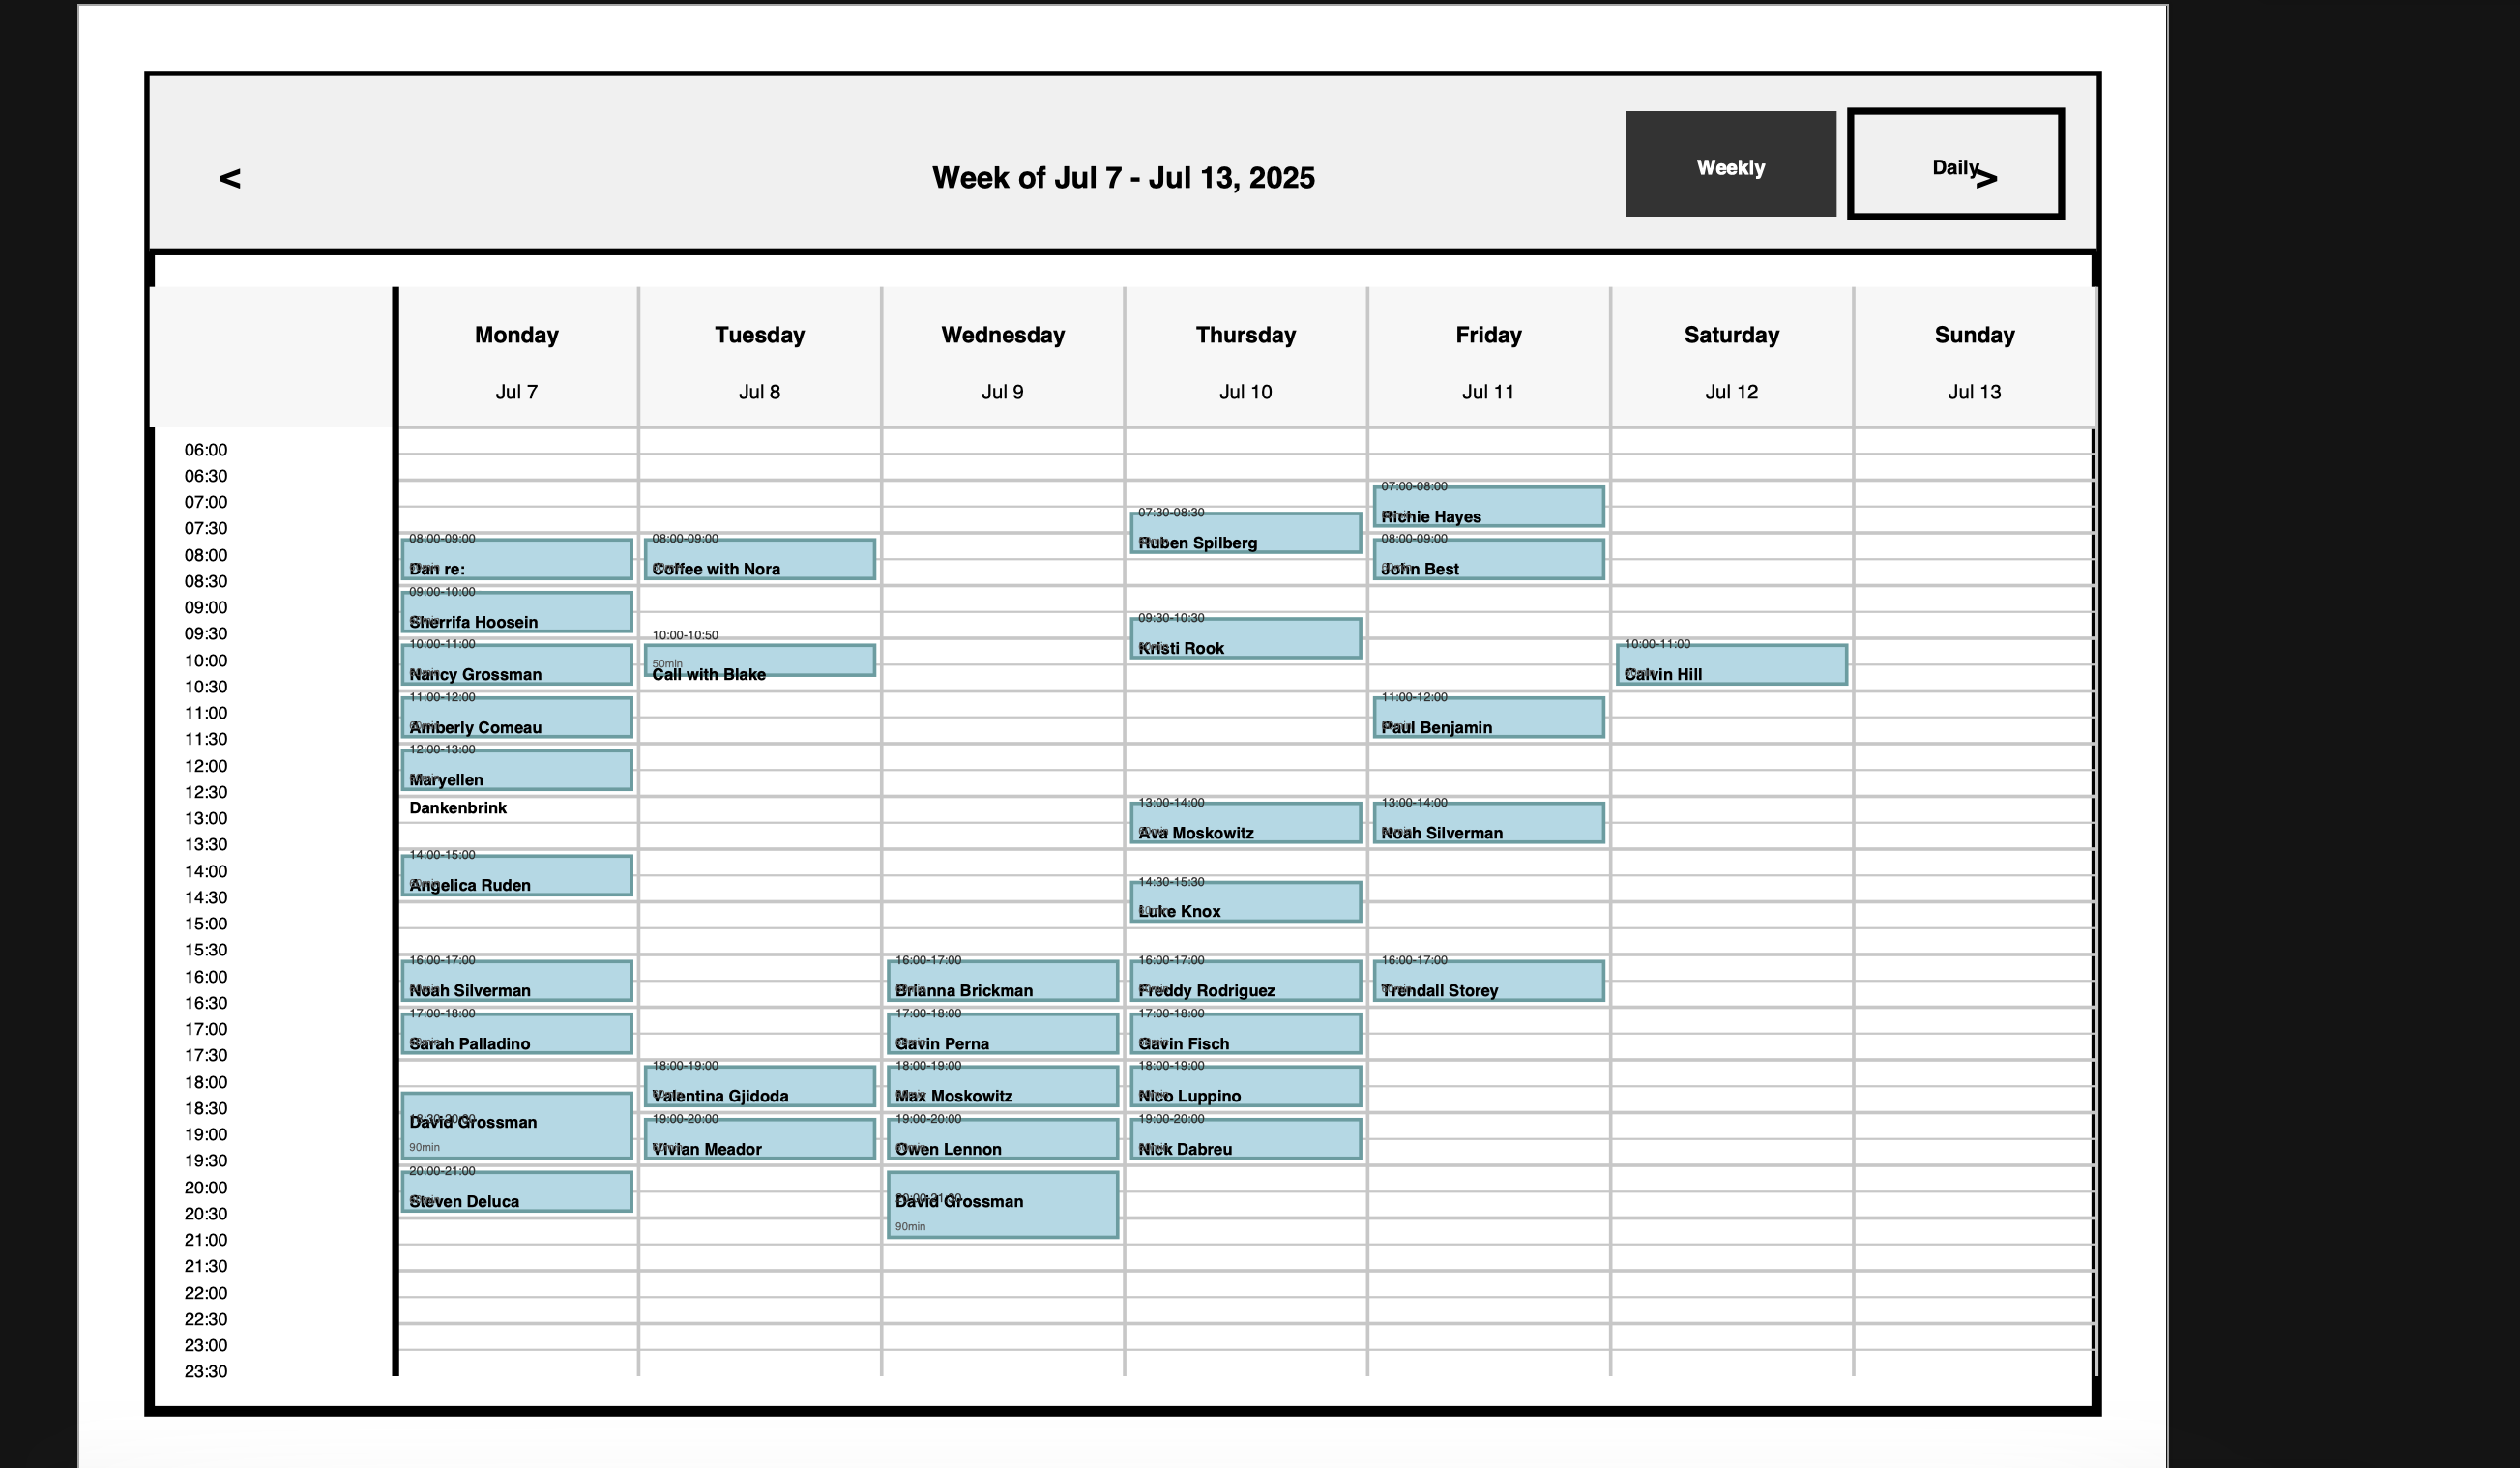 <
Week of Jul 7 - Jul 13, 2025
Weekly
Daily
>
Monday
Tuesday
Wednesday
Thursday
Friday
Saturday
Sunday
Jul 7
Jul 8
Jul 9
Jul 10
Jul 11
Jul 12
Jul 13
06:00
06:30
07:00
07:30
08:00
08:30
09:00
09:30
10:00
10:30
11:00
11:30
12:00
12:30
13:00
13:30
14:00
14:30
15:00
15:30
16:00
16:30
17:00
17:30
18:00
18:30
19:00
19:30
20:00
20:30
21:00
21:30
22:00
22:30
23:00
23:30
08:00-09:00
Dan re:
09:00-10:00
Sherrifa Hoosein
10:00-11:00
Nancy Grossman
11:00-12:00
Amberly Comeau
12:00-13:00
Maryellen
Dankenbrink
14:00-15:00
Angelica Ruden
16:00-17:00
Noah Silverman
17:00-18:00
Sarah Palladino
18:30-20:00
David Grossman
90min
20:00-21:00
Steven Deluca
08:00-09:00
Coffee with Nora
10:00-10:50
50min
Call with Blake
18:00-19:00
Valentina Gjidoda
19:00-20:00
Vivian Meador
16:00-17:00
Brianna Brickman
17:00-18:00
Gavin Perna
18:00-19:00
Max Moskowitz
19:00-20:00
Owen Lennon
20:00-21:30
David Grossman
90min
07:30-08:30
Ruben Spilberg
09:30-10:30
Kristi Rook
13:00-14:00
Ava Moskowitz
14:30-15:30
Luke Knox
16:00-17:00
Freddy Rodriguez
17:00-18:00
Gavin Fisch
18:00-19:00
Nico Luppino
19:00-20:00
Nick Dabreu
07:00-08:00
Richie Hayes
08:00-09:00
John Best
11:00-12:00
Paul Benjamin
13:00-14:00
Noah Silverman
16:00-17:00
Trendall Storey
10:00-11:00
Calvin Hill